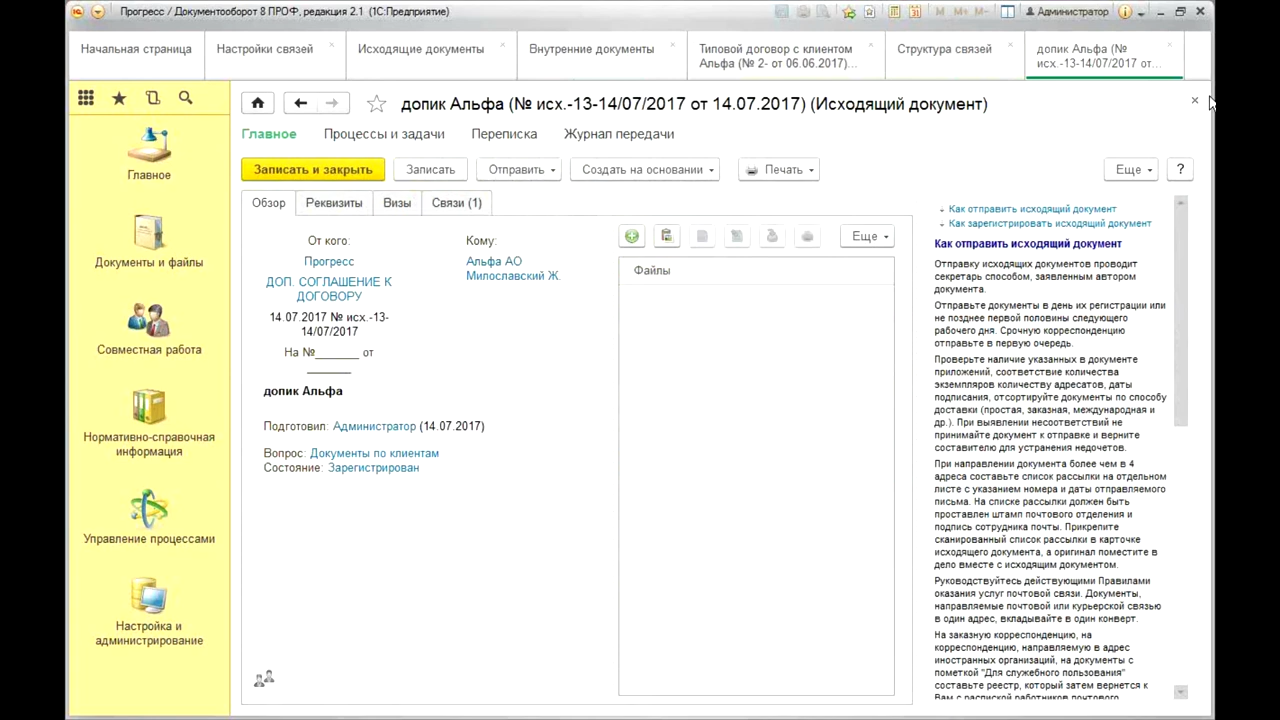 Прогресс / Документооборот 8 ПРОФ, редакция 2.1 (1С:Предприятие)
M M+ M- Администратор
Начальная страница
Настройки связей
Исходящие документы
Внутренние документы
Типовой договор с клиентом
Альфа (№ 2- от 06.06.2017)...
Структура связей
допик Альфа (№
исх.-13-14/07/2017 от...
допик Альфа (№ исх.-13-14/07/2017 от 14.07.2017) (Исходящий документ)
Главное Процессы и задачи Переписка Журнал передачи
Записать и закрыть Записать Отправить Создать на основании Печать Еще ?
Обзор Реквизиты Визы Связи (1)
Главное
Документы и файлы
Совместная работа
Нормативно-справочная
информация
Управление процессами
Настройка и
администрирование
От кого:
Прогресс
ДОП. СОГЛАШЕНИЕ К
ДОГОВОРУ
14.07.2017 № исх.-13-
14/07/2017
На №_______ от
_______
Кому:
Альфа АО
Милославский Ж.
допик Альфа
Подготовил: Администратор (14.07.2017)
Вопрос: Документы по клиентам
Состояние: Зарегистрирован
Еще
Файлы
Как отправить исходящий документ
Как зарегистрировать исходящий документ
Как отправить исходящий документ
Отправку исходящих документов проводит
секретарь способом, заявленным автором
документа.
Отправьте документы в день их регистрации или
не позднее первой половины следующего
рабочего дня. Срочную корреспонденцию
отправьте в первую очередь.
Проверьте наличие указанных в документе
приложений, соответствие количества
экземпляров количеству адресатов, даты
подписания, отсортируйте документы по способу
доставки (простая, заказная, международная и
др.). При выявлении несоответствий не
принимайте документ к отправке и верните
составителю для устранения недочетов.
При направлении документа более чем в 4
адреса составьте список рассылки на отдельном
листе с указанием номера и даты отправляемого
письма. На списке рассылки должен быть
проставлен штамп почтового отделения и
подпись сотрудника почты. Прикрепите
сканированный список рассылки в карточке
исходящего документа, а оригинал поместите в
дело вместе с исходящим документом.
Руководствуйтесь действующими Правилами
оказания услуг почтовой связи. Документы,
направляемые почтовой или курьерской связью
в один адрес, вкладывайте в один конверт.
На заказную корреспонденцию, на
корреспонденцию, направляемую в адрес
иностранных организаций, на документы с
пометкой "Для служебного пользования"
составьте реестр, который затем вернется к
Вам с распиской работников почтового